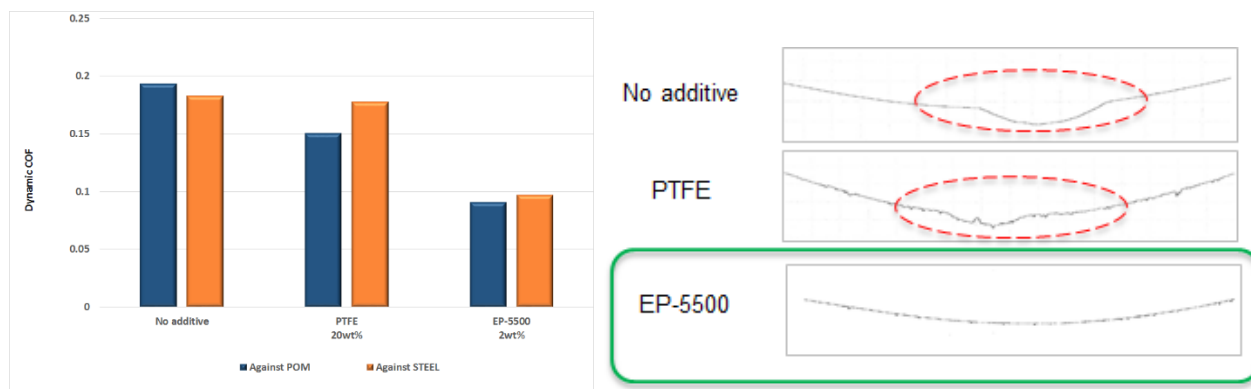 0.25
0.2
0.15
0.1
0.05
0
Dynamic COF
No additive
PTFE
20wt%
EP-5500
2wt%
Against POM
Against STEEL
No additive
PTFE
EP-5500